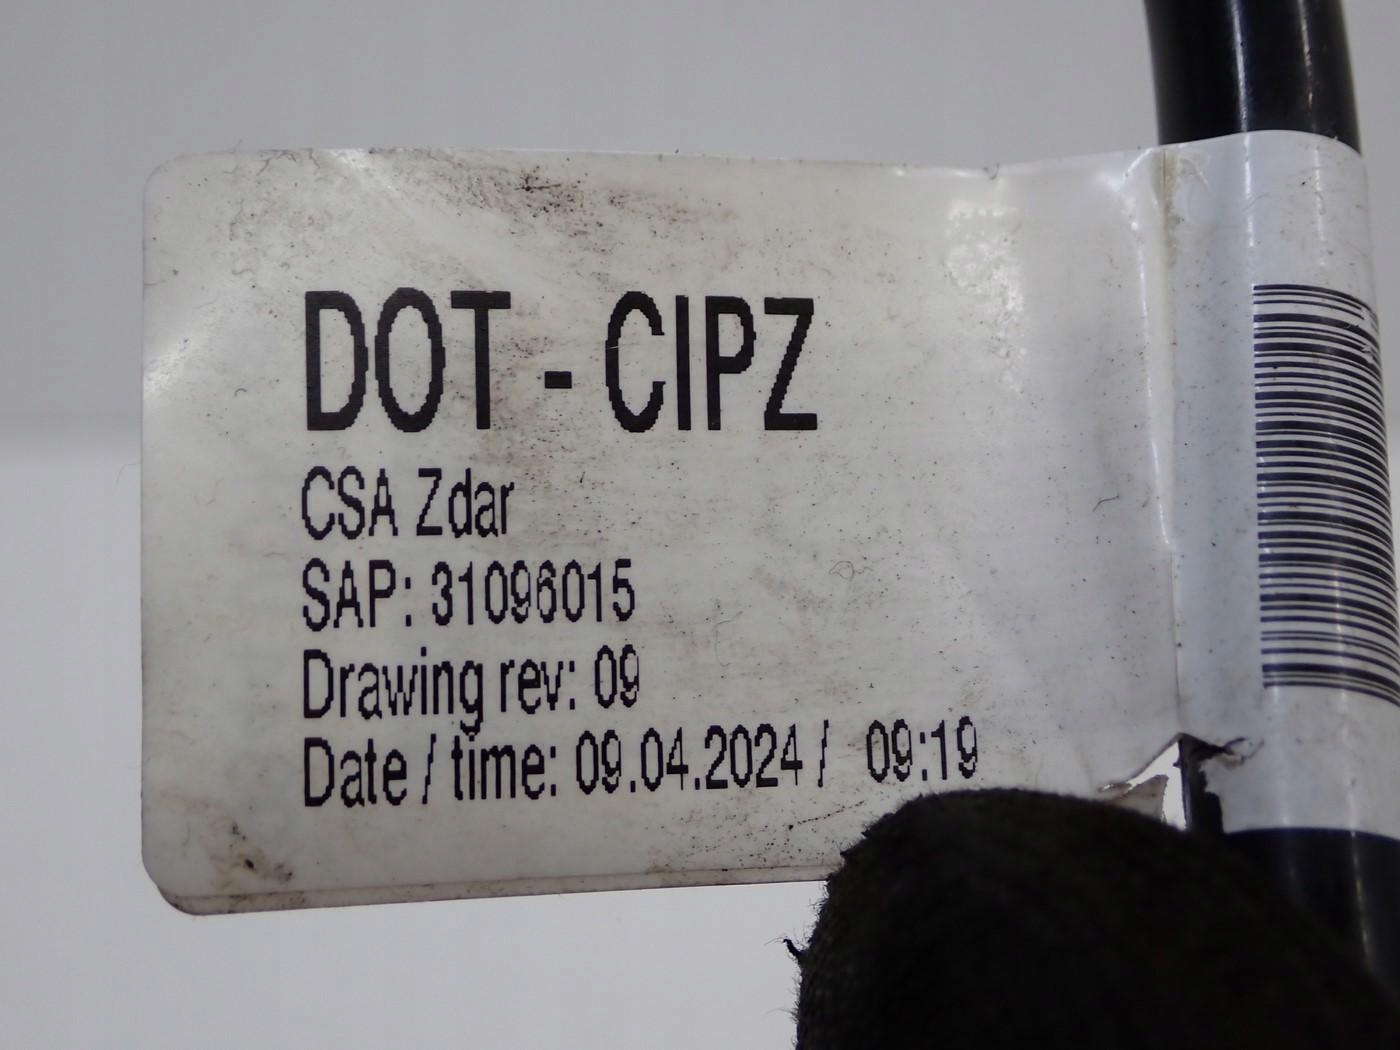 DOT - CIPZ
CSA Zdar
SAP: 31096015
Drawing rev: 09
Date / time: 09.04.2024 / 09:19